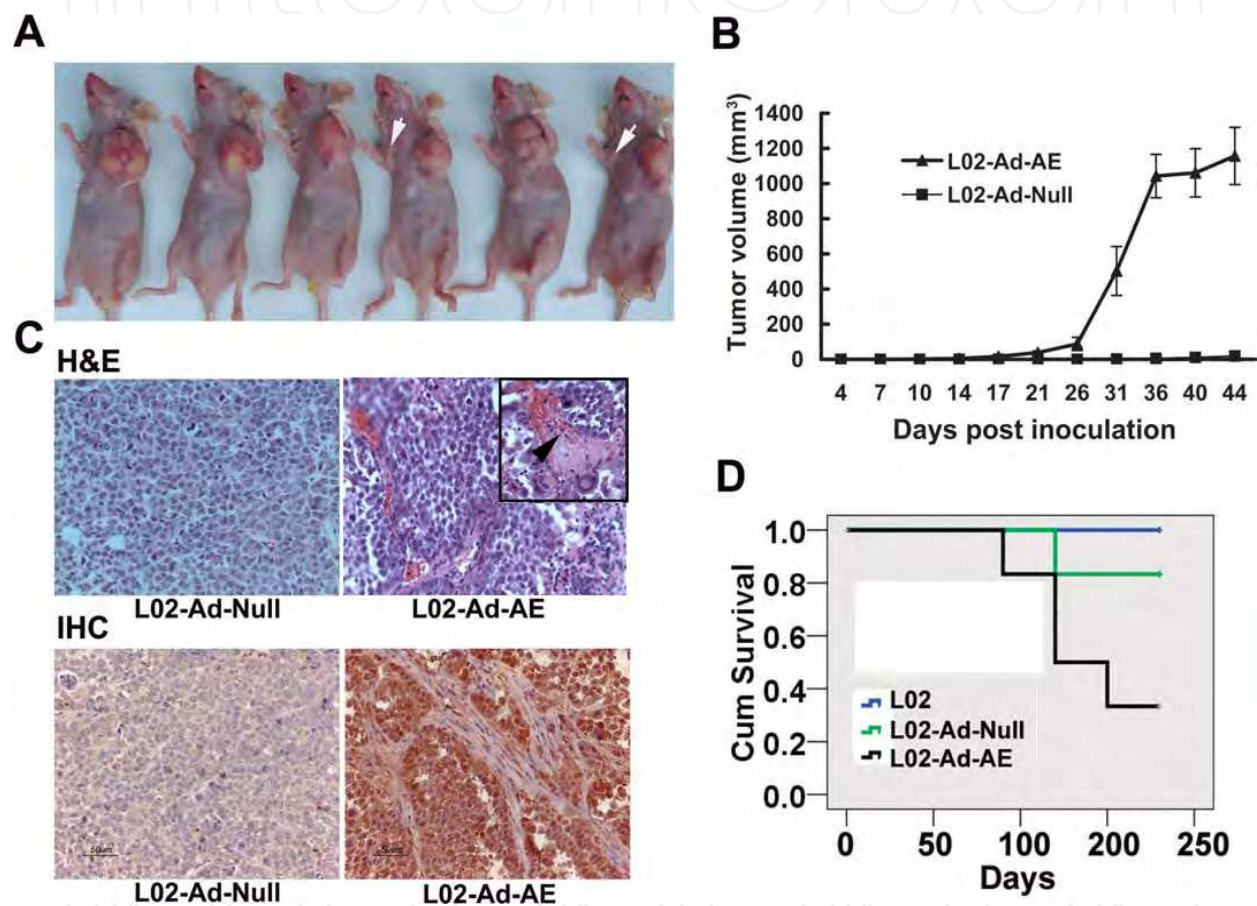 A
B
Tumor volume (mm³)
1400
1200
1000
800
600
400
200
0
L02-Ad-AE
L02-Ad-Null
4 7 10 14 17 21 26 31 36 40 44
Days post inoculation
C
H&E
L02-Ad-Null
L02-Ad-AE
IHC
50um
50um
L02-Ad-Null
L02-Ad-AE
D
Cum Survival
1.0
0.8
0.6
0.4
0.2
0.0
L02
L02-Ad-Null
L02-Ad-AE
0 50 100 200 250
Days